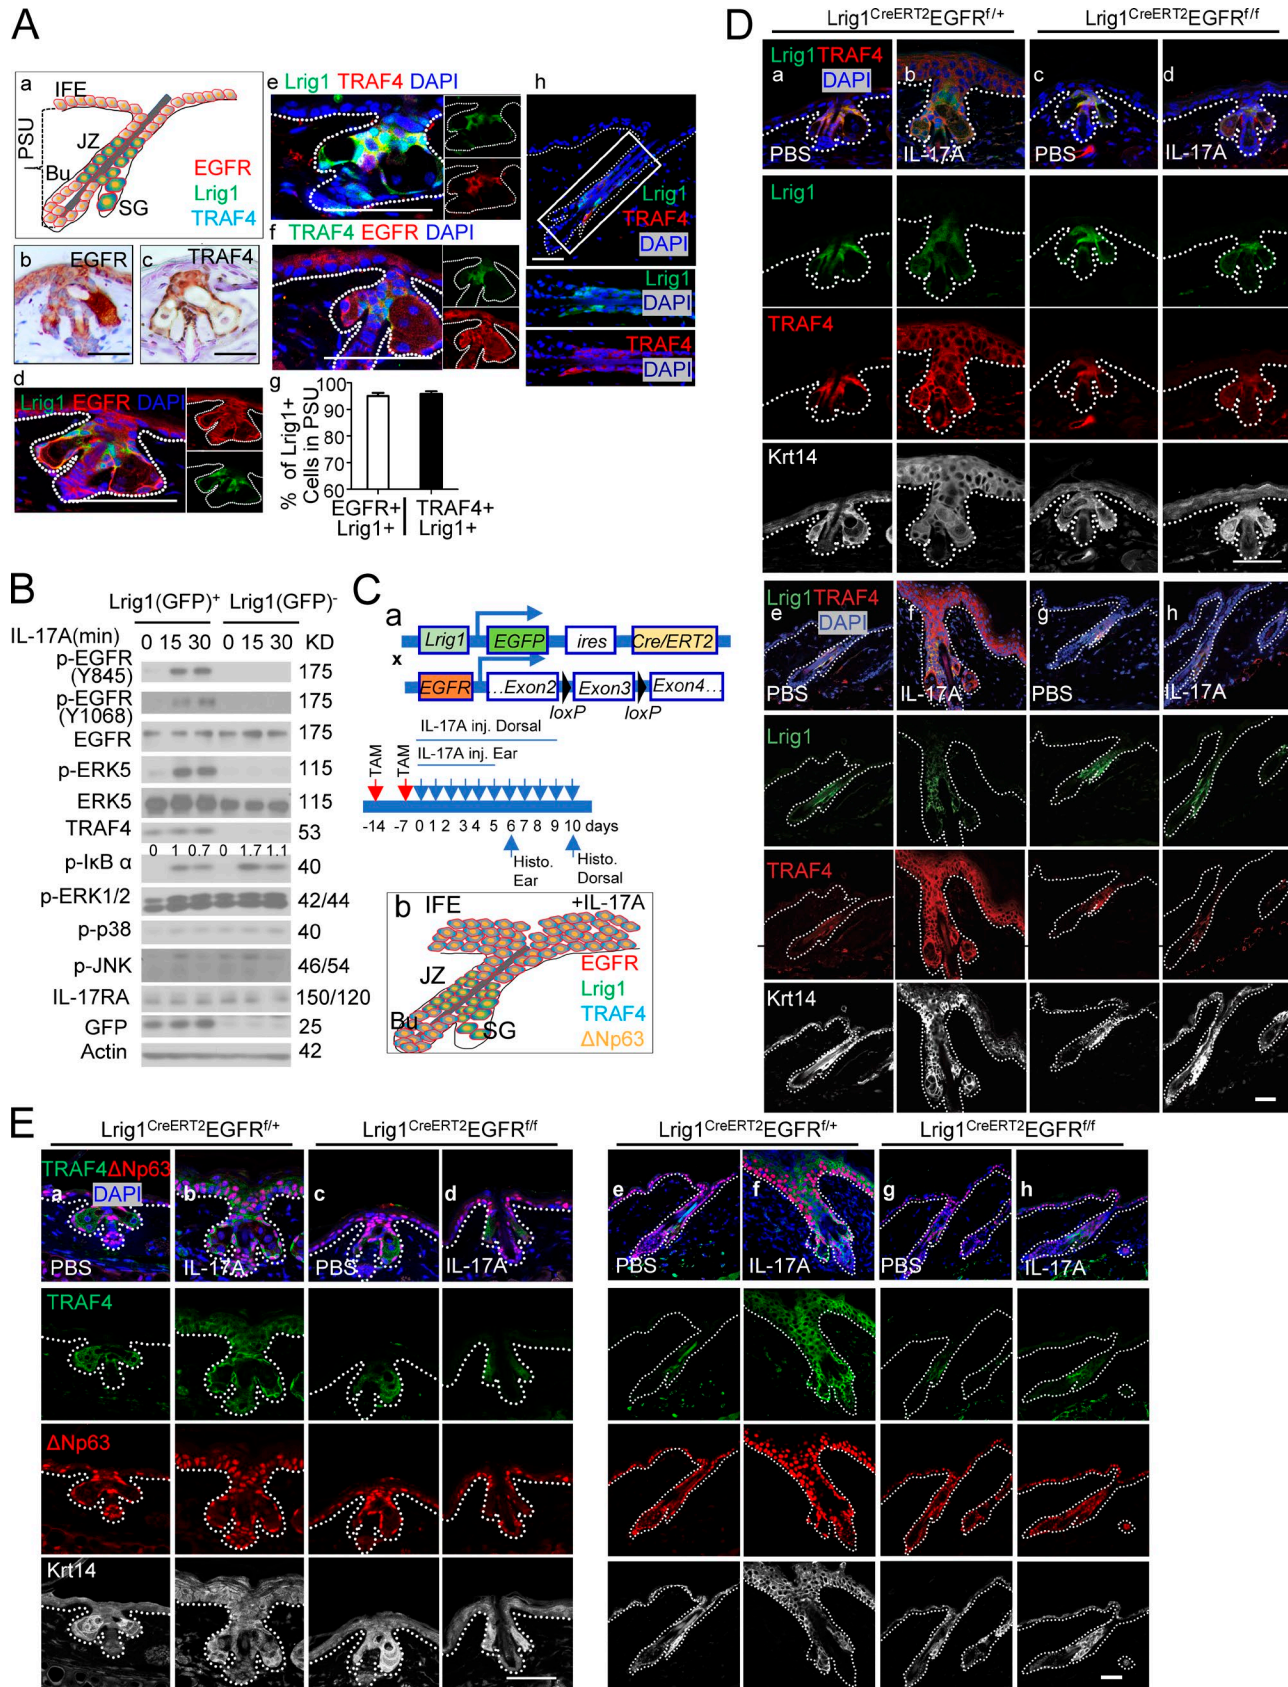 A
a
IFE
PSU
JZ
Bu
SG
EGFR
Lrig1
TRAF4
b
EGFR
c
TRAF4
d
Lrig1 EGFR DAPI
e Lrig1 TRAF4 DAPI
f TRAF4 EGFR DAPI
g
% of Lrig1+
Cells in PSU
100
90
80
70
60
EGFR+
Lrig1+
TRAF4+
Lrig1+
h
Lrig1
TRAF4
DAPI
Lrig1
DAPI
TRAF4
DAPI
B
Lrig1(GFP)+ Lrig1(GFP)-
IL-17A(min) 0 15 30 0 15 30 KD
p-EGFR
(Y845) 175
p-EGFR
(Y1068) 175
EGFR 175
p-ERK5 115
ERK5 115
TRAF4 53
0 1 0.7 0 1.7 1.1
p-IκB α 40
p-ERK1/2 42/44
p-p38 40
p-JNK 46/54
IL-17RA 150/120
GFP 25
Actin 42
C
a
Lrig1 EGFP ires Cre/ERT2
x
EGFR ..Exon2 Exon3 Exon4...
loxP loxP
IL-17A inj. Dorsal
IL-17A inj. Ear
TAM TAM
-14 -7 0 1 2 3 4 5 6 7 8 9 10 days
Histo.
Ear
Histo.
Dorsal
b
IFE
+IL-17A
JZ
Bu
SG
EGFR
Lrig1
TRAF4
ΔNp63
D
Lrig1CreERT2EGFRf/+ Lrig1CreERT2EGFRf/f
Lrig1 TRAF4
DAPI
a b c d
PBS IL-17A PBS IL-17A
Lrig1
TRAF4
Krt14
Lrig1 TRAF4
DAPI
e f g h
PBS IL-17A PBS IL-17A
Lrig1
TRAF4
Krt14
E
Lrig1CreERT2EGFRf/+ Lrig1CreERT2EGFRf/f Lrig1CreERT2EGFRf/+ Lrig1CreERT2EGFRf/f
TRAF4 ΔNp63
DAPI
a b c d e f g h
PBS IL-17A PBS IL-17A PBS IL-17A PBS IL-17A
TRAF4
ΔNp63
Krt14